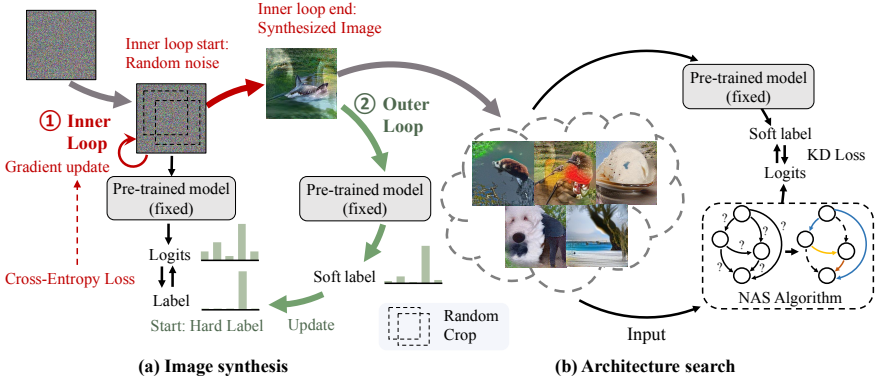 Inner loop start:
Random noise
Inner loop end:
Synthesized Image
① Inner
Loop
② Outer
Loop
Gradient update
Pre-trained model
(fixed)
Pre-trained model
(fixed)
Logits
Cross-Entropy Loss
Label
Soft label
Start: Hard Label
Update
Random
Crop
(a) Image synthesis
Pre-trained model
(fixed)
Soft label
KD Loss
Logits
?
?
?
?
?
?
NAS Algorithm
Input
(b) Architecture search